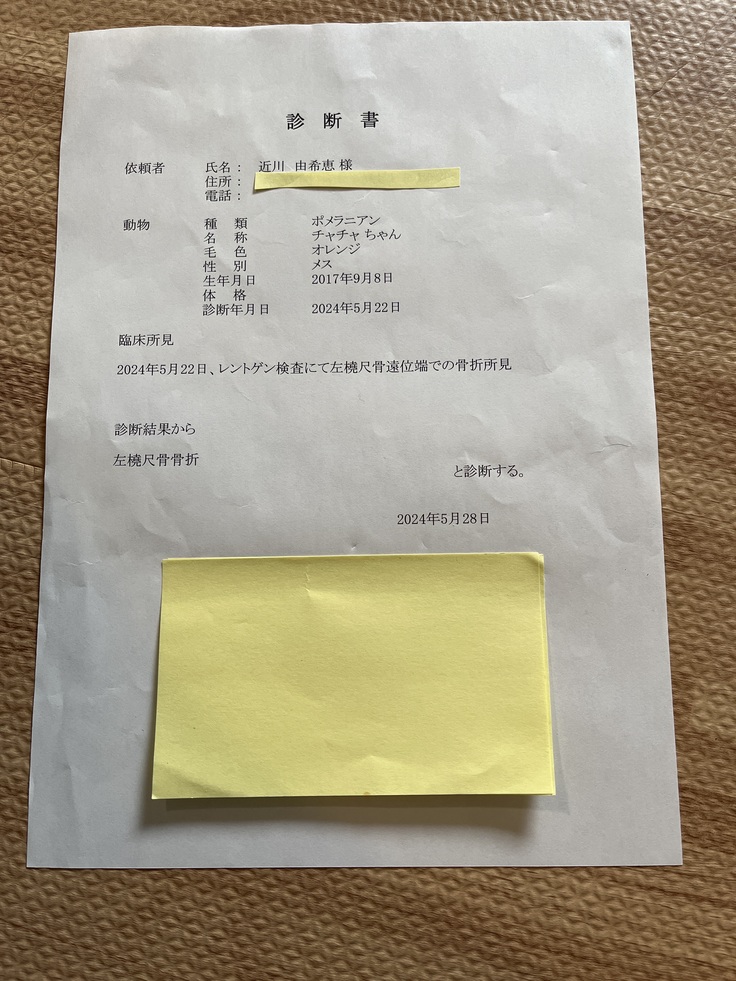 診断書
依頼者 氏名： 近川 由希恵 様
住所：
電話：
動物 種類 ポメラニアン
名称 チャチャ ちゃん
毛色 オレンジ
性別 メス
生年月日 2017年9月8日
体格
診断年月日 2024年5月22日
臨床所見
2024年5月22日、レントゲン検査にて左橈尺骨遠位端での骨折所見
診断結果から
左橈尺骨骨折
と診断する。
2024年5月28日